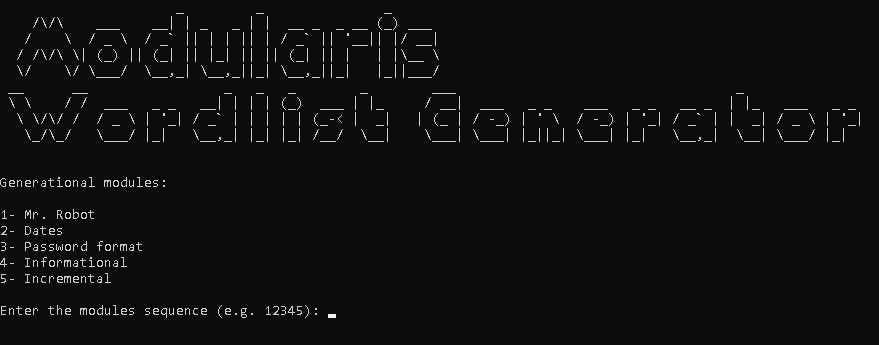 Modularis
Wordlist Generator
Generational modules:
1- Mr. Robot
2- Dates
3- Password format
4- Informational
5- Incremental
Enter the modules sequence (e.g. 12345):